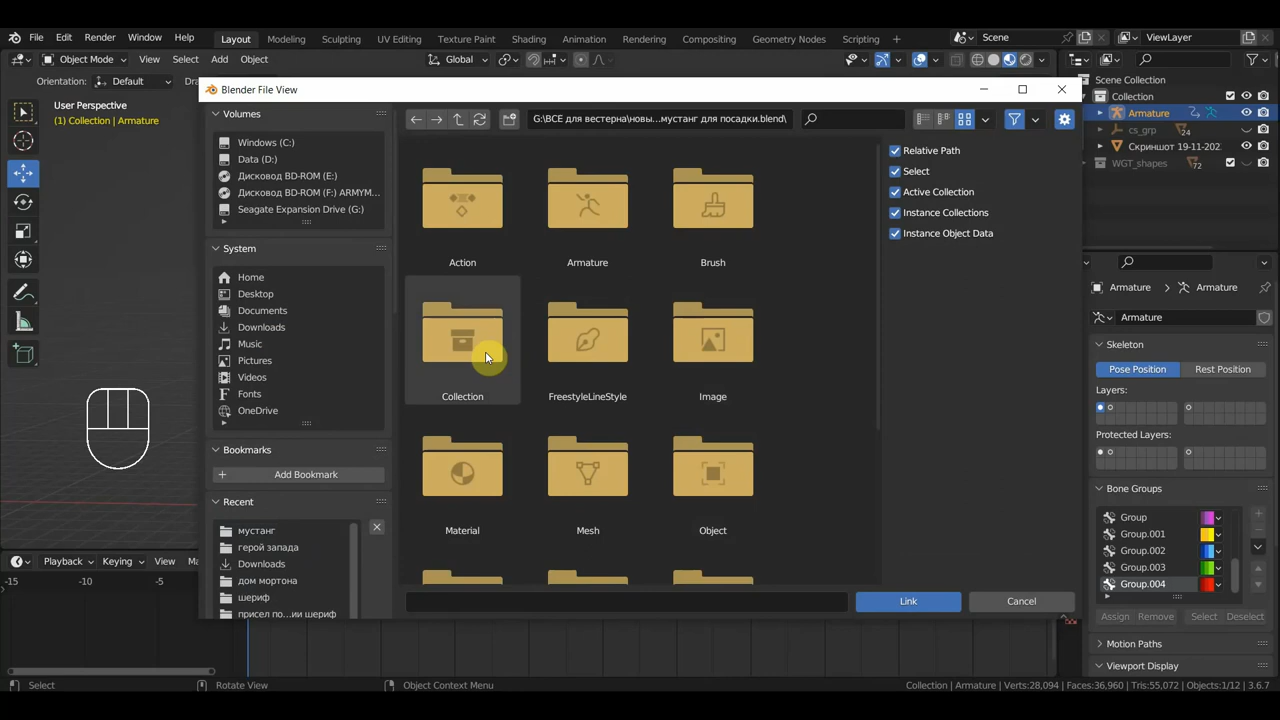 File Edit Render Window Help Layout Modeling Sculpting UV Editing Texture Paint Shading Animation Rendering Compositing Geometry Nodes Scripting + Scene ViewLayer
Object Mode View Select Add Object Global
Orientation: Default
User Perspective
(1) Collection | Armature
Blender File View
Volumes
Windows (C:)
Data (D:)
Дисковод BD-ROM (E:)
Дисковод BD-ROM (F:) ARMYM...
Seagate Expansion Drive (G:)
System
Home
Desktop
Documents
Downloads
Music
Pictures
Videos
Fonts
OneDrive
Bookmarks
+ Add Bookmark
Recent
мустанг
герой запада
Downloads
дом мортона
шериф
присел по...и шериф
G:\ВСЕ для вестерна\новы...мустанг для посадки.blend\
Action Armature Brush
Collection FreestyleLineStyle Image
Material Mesh Object
Link Cancel
Relative Path
Select
Active Collection
Instance Collections
Instance Object Data
Scene Collection
Collection
Armature
cs_grp 24
Скриншот 19-11-202
WGT_shapes 72
Armature Armature
Armature
Skeleton
Pose Position Rest Position
Layers:
Protected Layers:
Bone Groups
Group
Group.001
Group.002
Group.003
Group.004
Assign Remove Select Deselect
Motion Paths
Viewport Display
Playback Keying View Ma
-15 -10 -5
Select Rotate View Object Context Menu Collection | Armature | Verts:28,094 | Faces:36,960 | Tris:55,072 | Objects:1/12 | 3.6.7